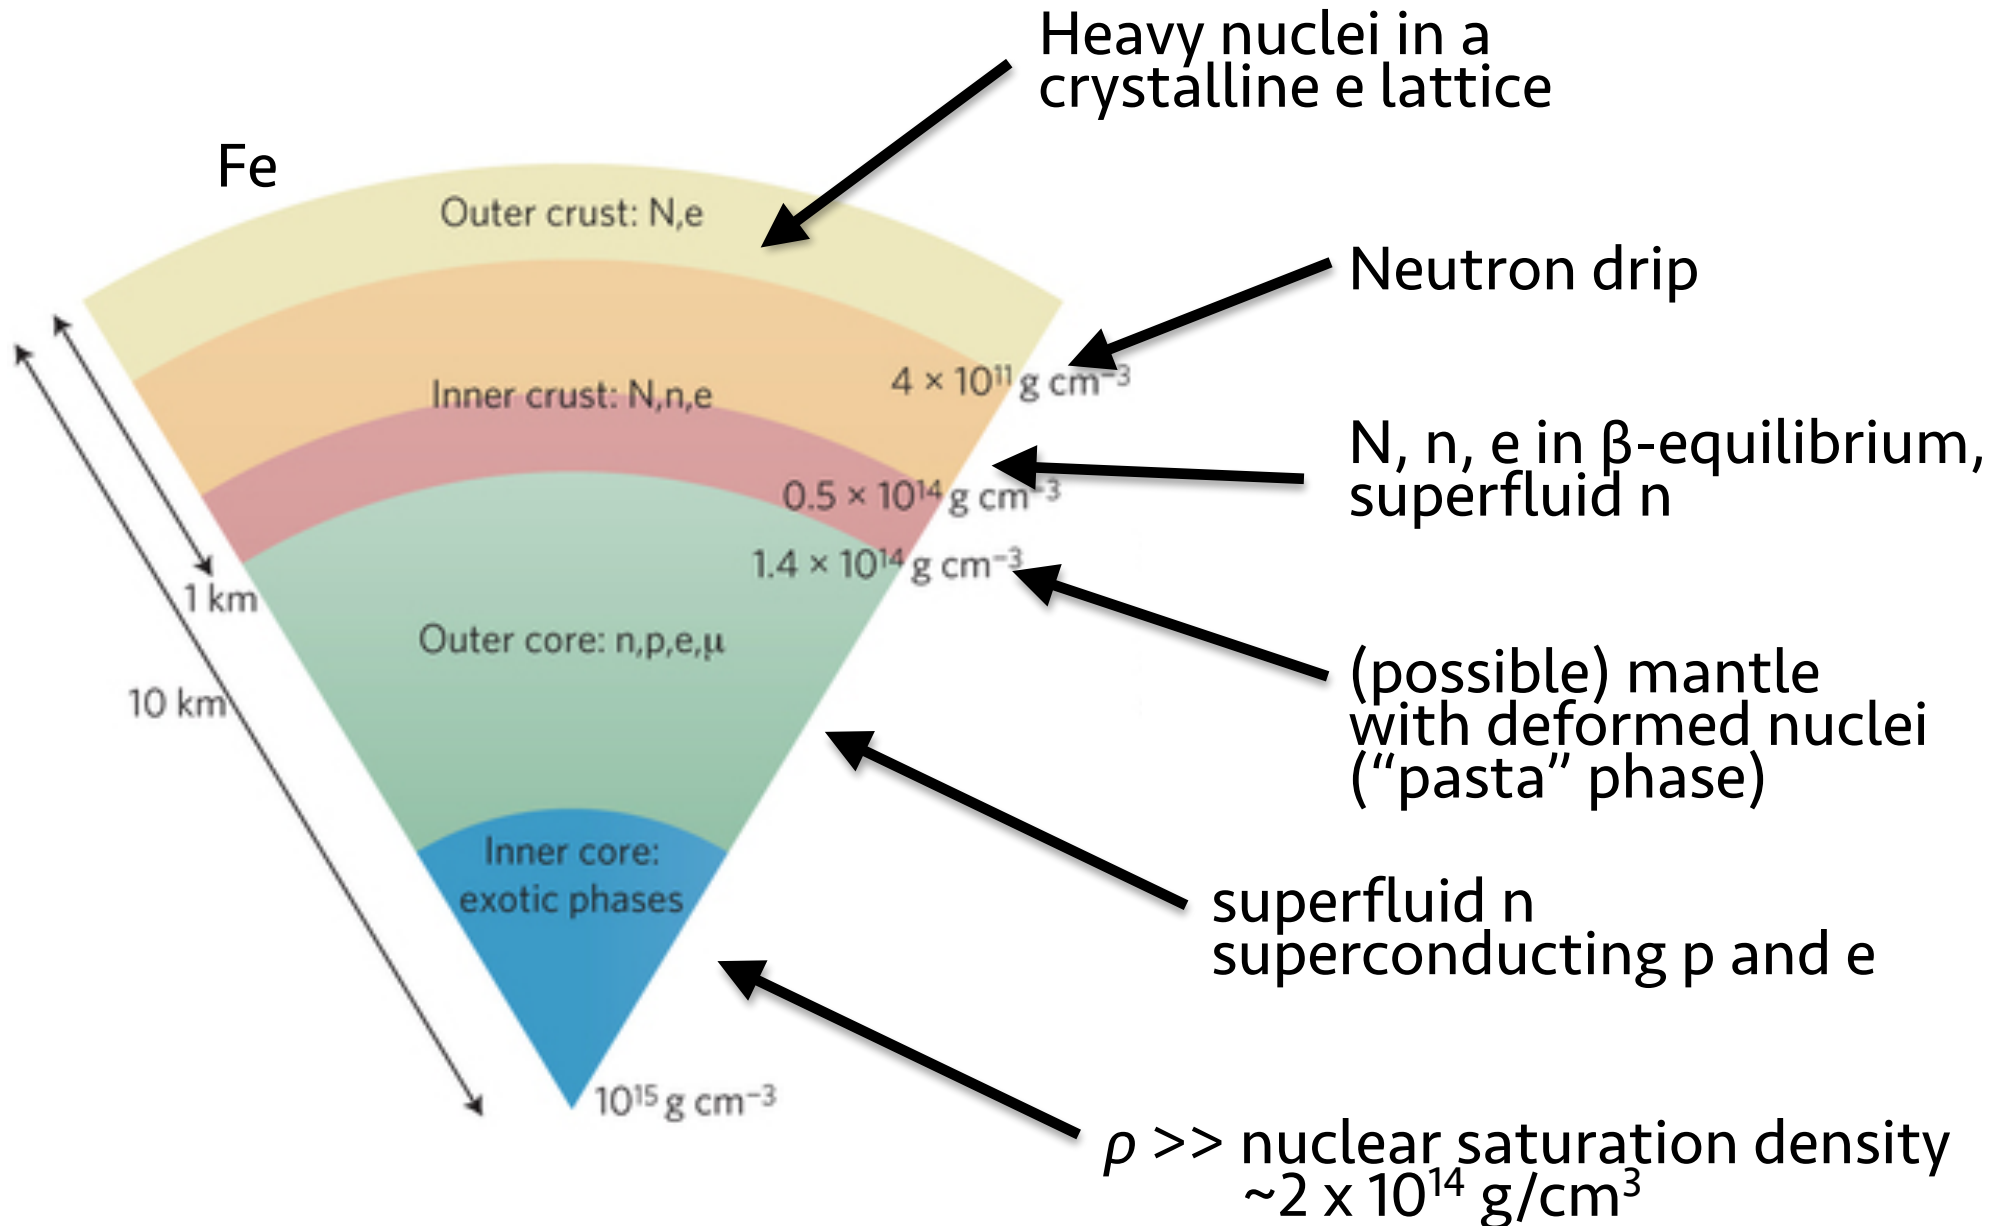 Heavy nuclei in a
crystalline e lattice
Fe
Outer crust: N,e
Neutron drip
4 × 10¹¹ g cm⁻³
Inner crust: N,n,e
N, n, e in β-equilibrium,
superfluid n
0.5 × 10¹⁴ g cm⁻³
1.4 × 10¹⁴ g cm⁻³
1 km
Outer core: n,p,e,μ
(possible) mantle
with deformed nuclei
(“pasta” phase)
10 km
Inner core:
exotic phases
superfluid n
superconducting p and e
10¹⁵ g cm⁻³
ρ >> nuclear saturation density
~2 x 10¹⁴ g/cm³